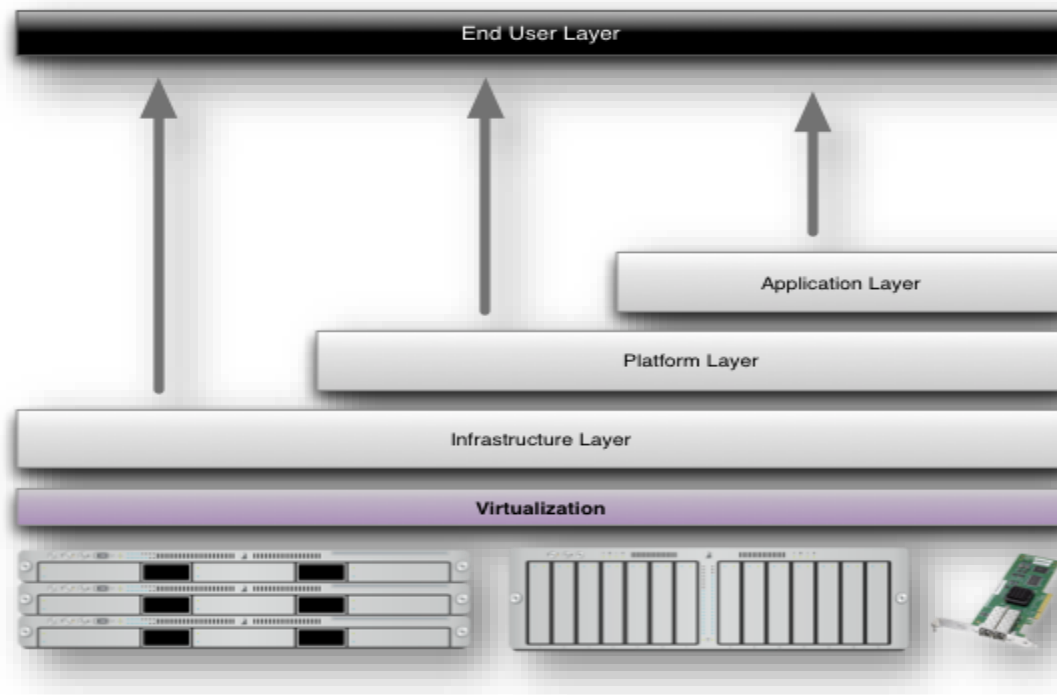 End User Layer
Application Layer
Platform Layer
Infrastructure Layer
Virtualization